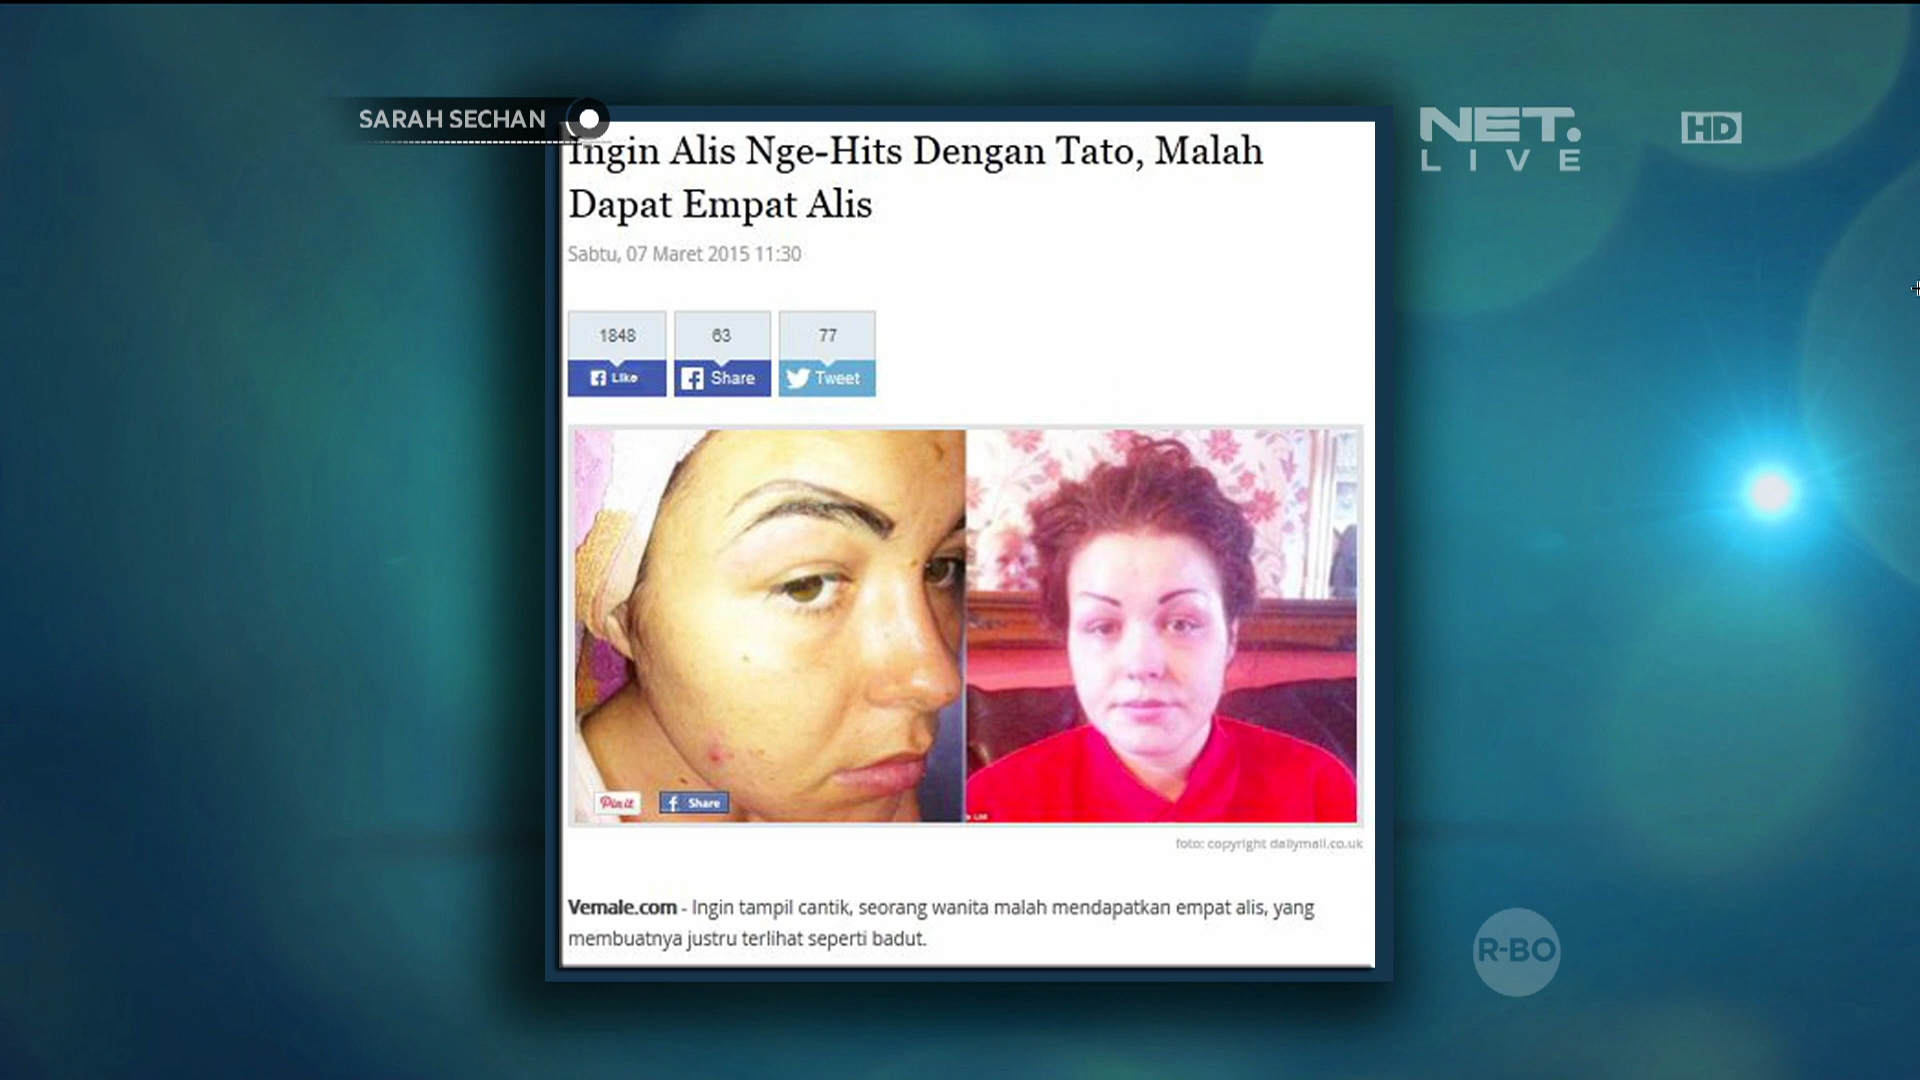 SARAH SECHAN
NET.
LIVE
HD
Ingin Alis Nge-Hits Dengan Tato, Malah
Dapat Empat Alis
Sabtu, 07 Maret 2015 11:30
1848 63 77
Like Share Tweet
Pin it Share
foto: copyright dailymail.co.uk
Vemale.com - Ingin tampil cantik, seorang wanita malah mendapatkan empat alis, yang
membuatnya justru terlihat seperti badut.
R-BO